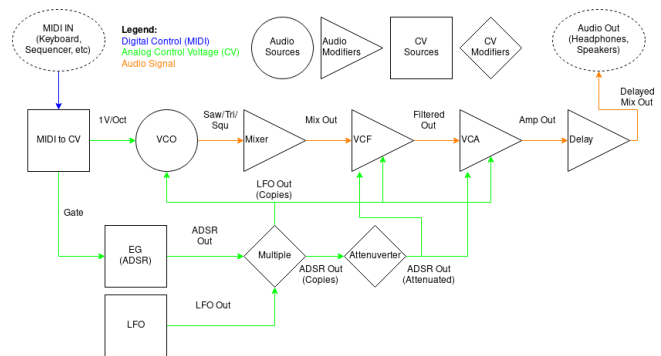 MIDI IN
(Keyboard,
Sequencer, etc)
Legend:
Digital Control (MIDI)
Analog Control Voltage (CV)
Audio Signal
Audio
Sources
Audio
Modifiers
CV
Sources
CV
Modifiers
Audio Out
(Headphones,
Speakers)
Delayed
Mix Out
MIDI to CV
1V/Oct
VCO
Saw/Tri/
Squ
Mixer
Mix Out
VCF
Filtered
Out
VCA
Amp Out
Delay
LFO Out
(Copies)
Gate
EG
(ADSR)
ADSR
Out
Multiple
ADSR Out
(Copies)
Attenuverter
ADSR Out
(Attenuated)
LFO
LFO Out